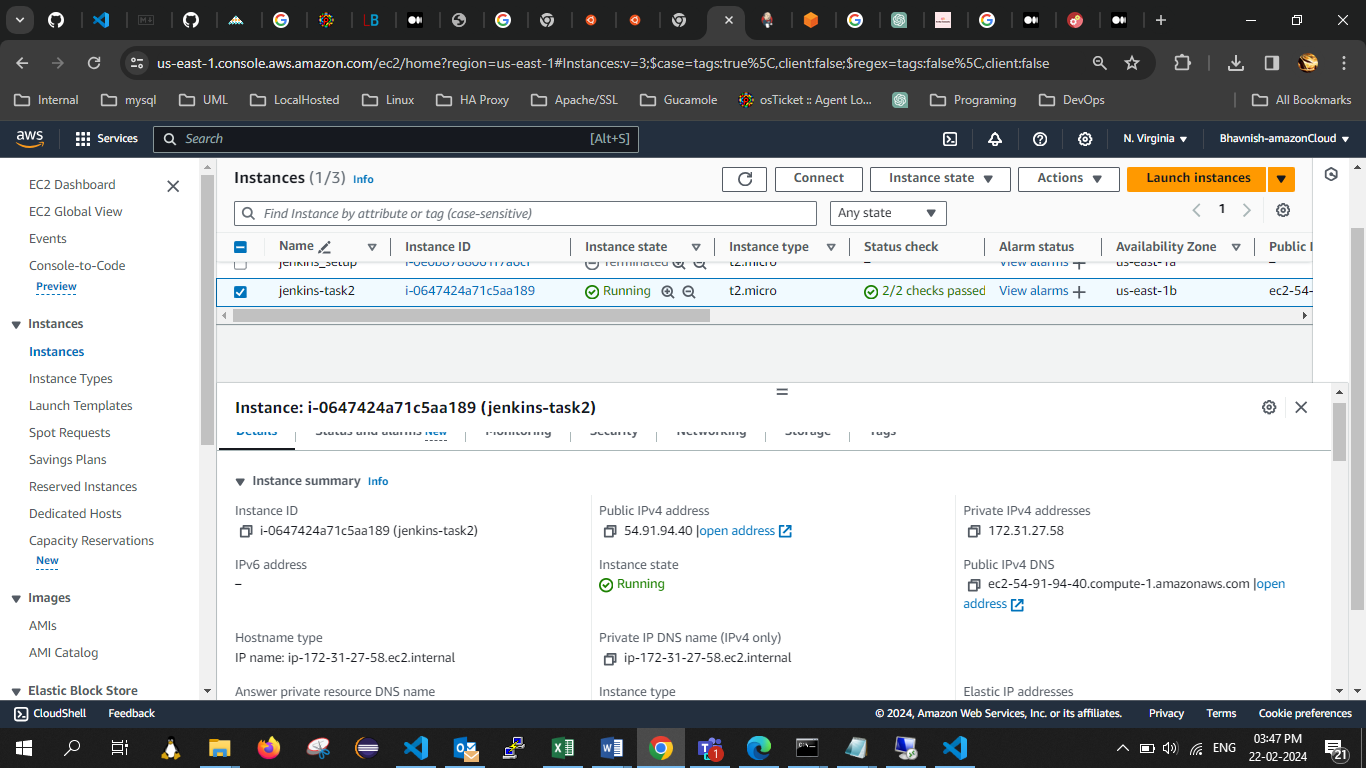 us-east-1.console.aws.amazon.com/ec2/home?region=us-east-1#Instances:v=3;$case=tags:true%5C,client:false;$regex=tags:false%5C,client:false
Internal mysql UML LocalHosted Linux HA Proxy Apache/SSL Gucamole osTicket :: Agent Lo... Programing DevOps All Bookmarks
aws Services Search [Alt+S] N. Virginia Bhavnish-amazonCloud
EC2 Dashboard
EC2 Global View
Events
Console-to-Code
Preview
Instances
Instances
Instance Types
Launch Templates
Spot Requests
Savings Plans
Reserved Instances
Dedicated Hosts
Capacity Reservations
New
Images
AMIs
AMI Catalog
Elastic Block Store
Instances (1/3) Info Connect Instance state Actions Launch instances
Find Instance by attribute or tag (case-sensitive) Any state 1
Name Instance ID Instance state Instance type Status check Alarm status Availability Zone Public I
jenkins_setup Terminated t2.micro – View alarms us-east-1a –
jenkins-task2 i-0647424a71c5aa189 Running t2.micro 2/2 checks passed View alarms us-east-1b ec2-54-
Instance: i-0647424a71c5aa189 (jenkins-task2)
Details Status and alarms New Monitoring Security Networking Storage Tags
Instance summary Info
Instance ID Public IPv4 address Private IPv4 addresses
i-0647424a71c5aa189 (jenkins-task2) 54.91.94.40 |open address 172.31.27.58
IPv6 address Instance state Public IPv4 DNS
– Running ec2-54-91-94-40.compute-1.amazonaws.com |open
address
Hostname type Private IP DNS name (IPv4 only)
IP name: ip-172-31-27-58.ec2.internal ip-172-31-27-58.ec2.internal
Answer private resource DNS name Instance type Elastic IP addresses
CloudShell Feedback © 2024, Amazon Web Services, Inc. or its affiliates. Privacy Terms Cookie preferences
ENG 03:47 PM
22-02-2024 21